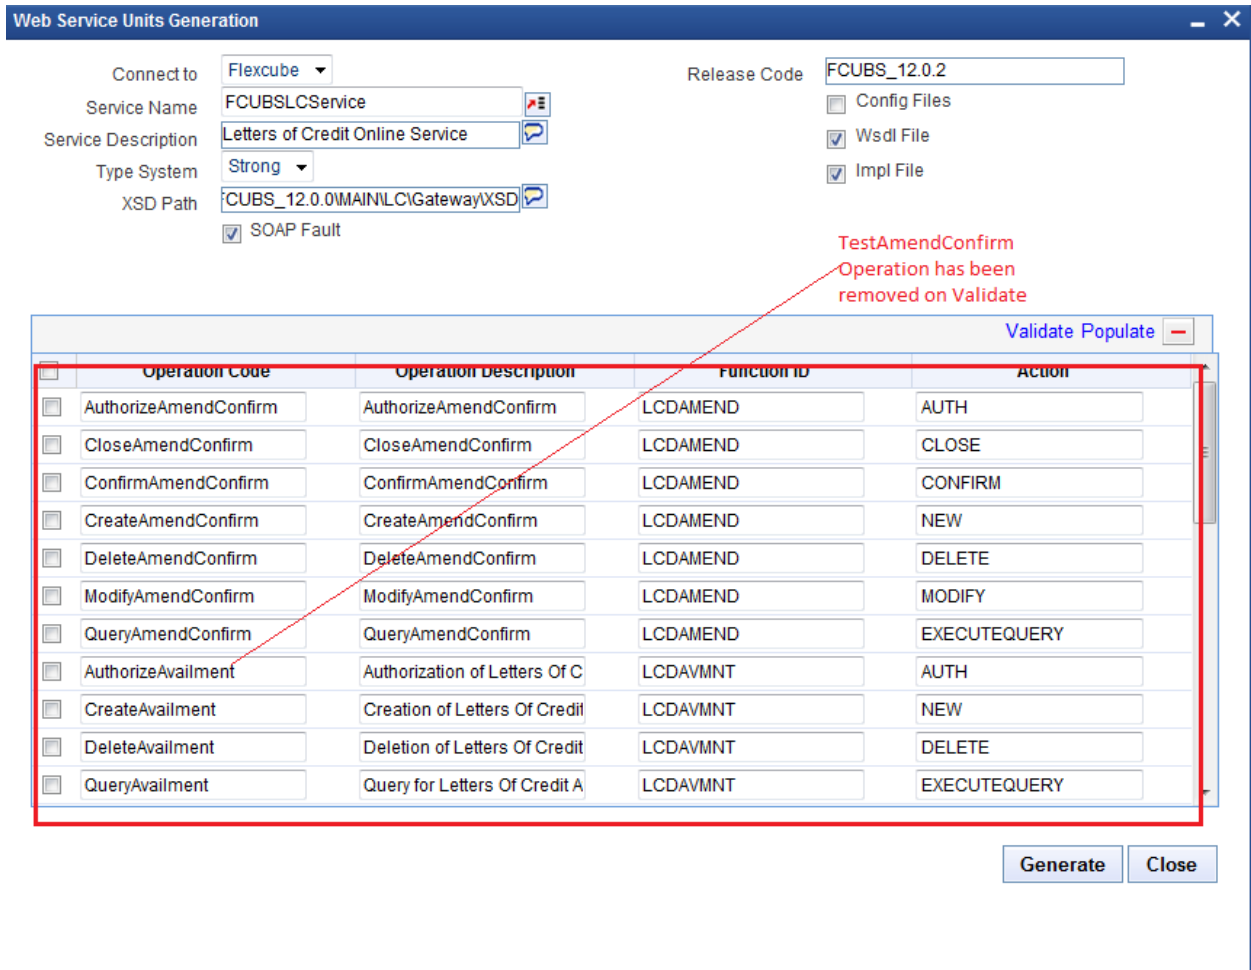 Web Service Units Generation
Connect to Flexcube
Release Code FCUBS_12.0.2
Service Name FCUBSLCService
Config Files
Service Description Letters of Credit Online Service
Wsdl File
Type System Strong
Impl File
XSD Path FCUBS_12.0.0\MAIN\LC\Gateway\XSD
SOAP Fault
TestAmendConfirm
Operation has been
removed on Validate
Validate Populate
Operation Code Operation Description Function ID Action
AuthorizeAmendConfirm AuthorizeAmendConfirm LCDAMEND AUTH
CloseAmendConfirm CloseAmendConfirm LCDAMEND CLOSE
ConfirmAmendConfirm ConfirmAmendConfirm LCDAMEND CONFIRM
CreateAmendConfirm CreateAmendConfirm LCDAMEND NEW
DeleteAmendConfirm DeleteAmendConfirm LCDAMEND DELETE
ModifyAmendConfirm ModifyAmendConfirm LCDAMEND MODIFY
QueryAmendConfirm QueryAmendConfirm LCDAMEND EXECUTEQUERY
AuthorizeAvailment Authorization of Letters Of C LCDAVMNT AUTH
CreateAvailment Creation of Letters Of Credit LCDAVMNT NEW
DeleteAvailment Deletion of Letters Of Credit LCDAVMNT DELETE
QueryAvailment Query for Letters Of Credit A LCDAVMNT EXECUTEQUERY
Generate Close